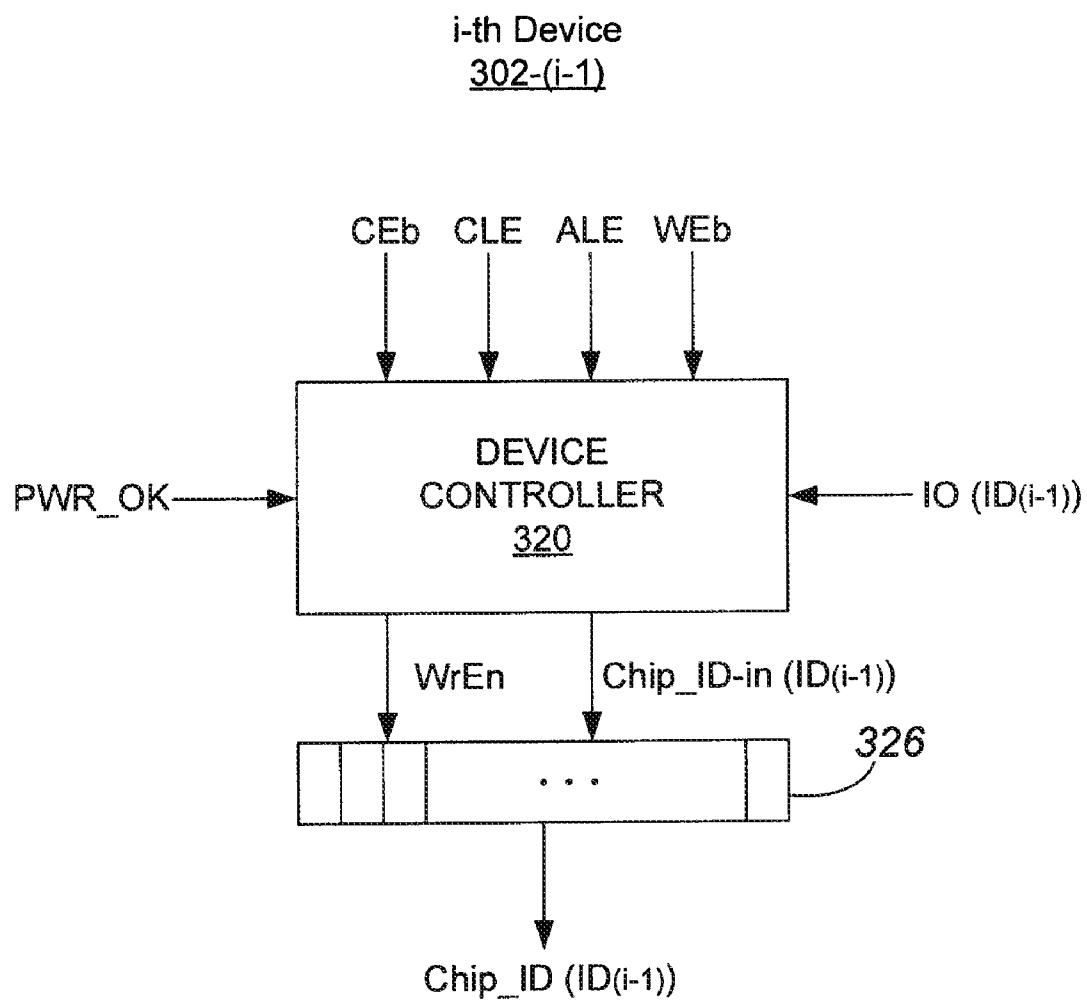 i-th Device
302-(i-1)
CEb CLE ALE WEb
DEVICE
CONTROLLER
320
PWR_OK
IO (ID(i-1))
WrEn
Chip_ID-in (ID(i-1))
326
• • •
Chip_ID (ID(i-1))